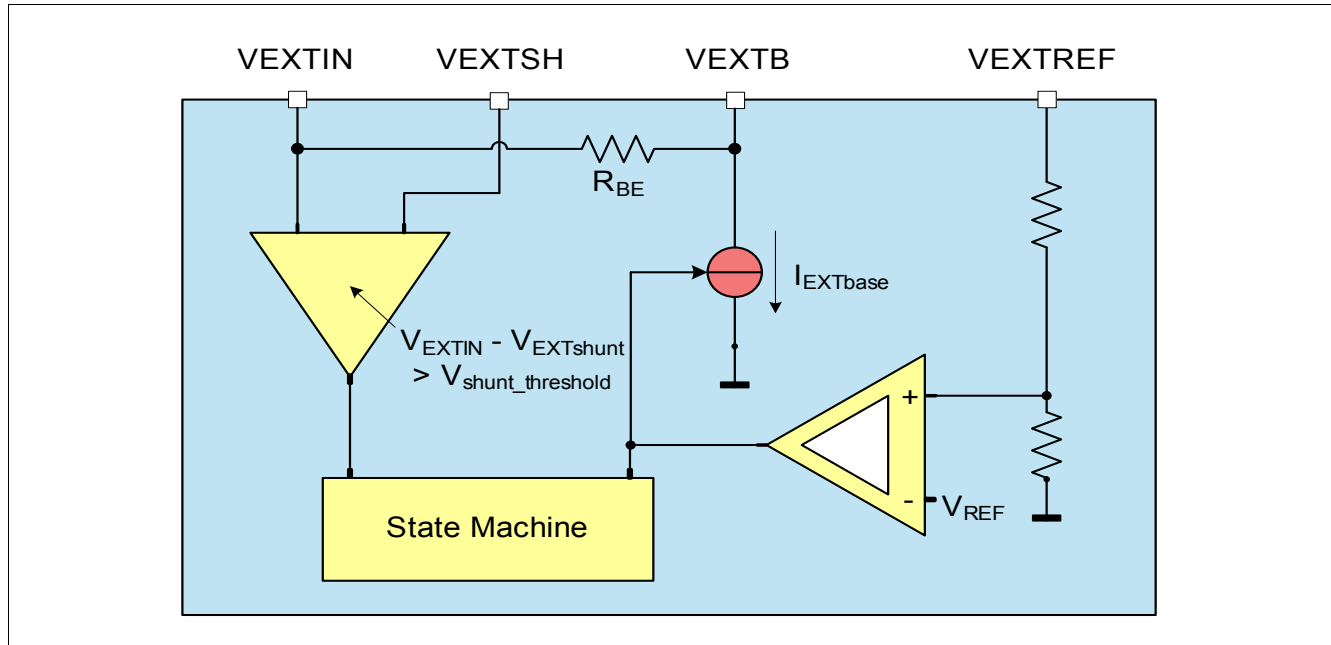 VEXTIN VEXTSH VEXTB VEXTREF
RBE
IEXTbase
VEXTIN - VEXTshunt
> Vshunt_threshold
+
- VREF
State Machine